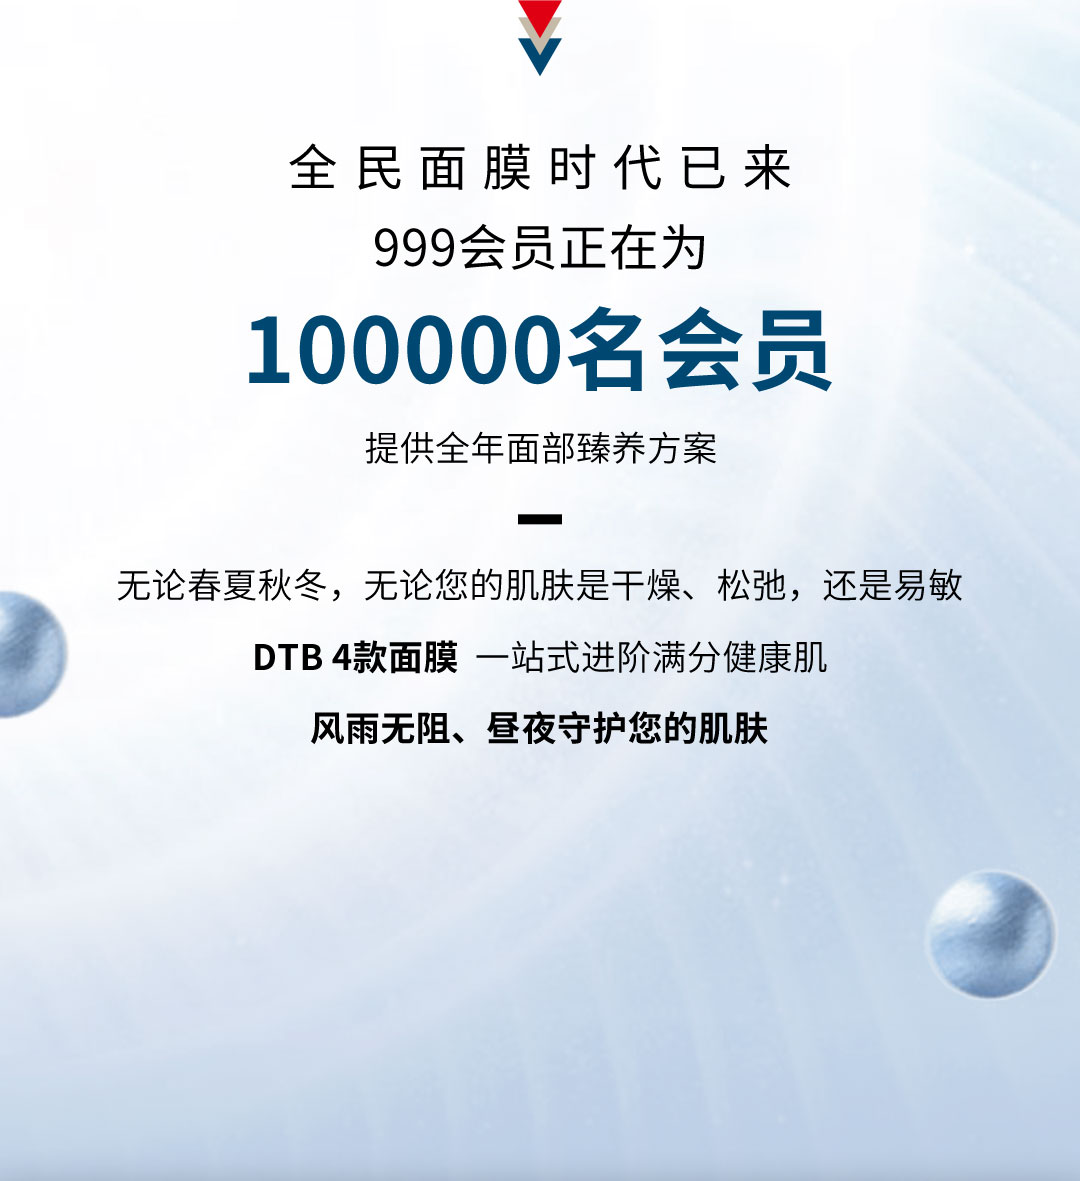 全民面膜时代已来
999会员正在为
100000名会员
提供全年面部臻养方案
无论春夏秋冬，无论您的肌肤是干燥、松弛，还是易敏
DTB 4款面膜 一站式进阶满分健康肌
风雨无阻、昼夜守护您的肌肤